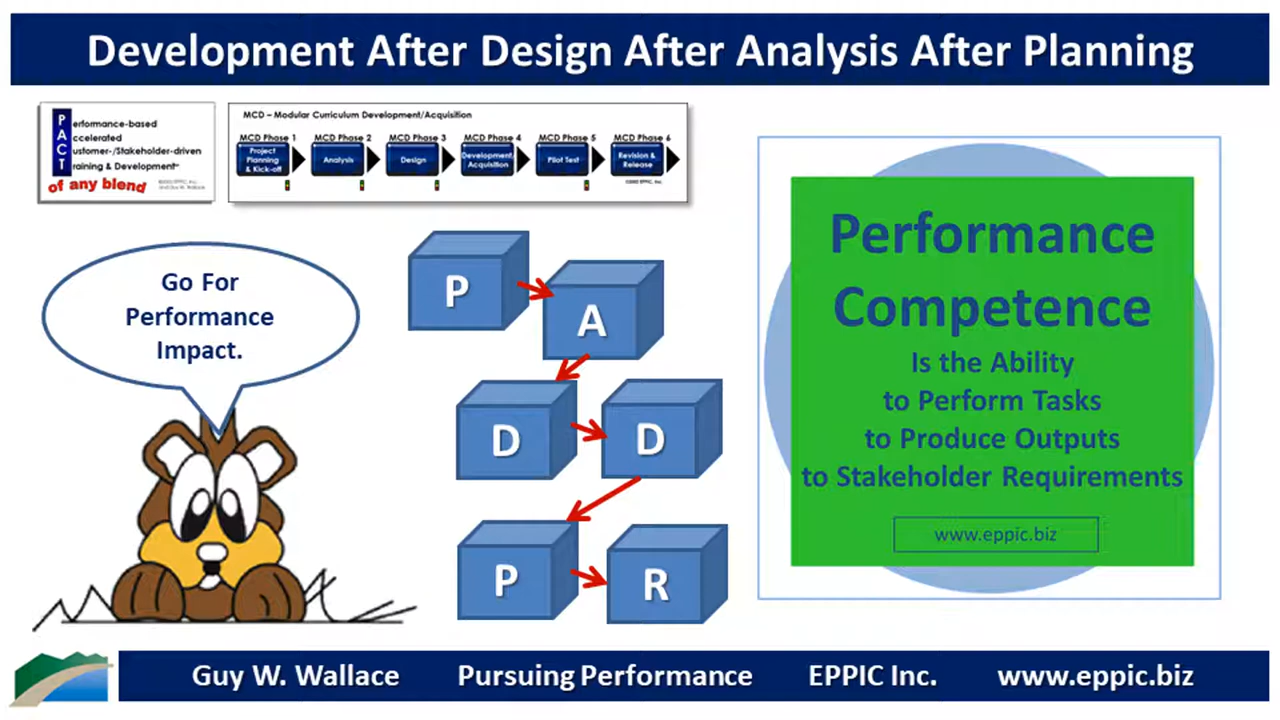 Development After Design After Analysis After Planning
Performance-based
Accelerated
Customer-/Stakeholder-driven
Training & Development
of any blend
MCD – Modular Curriculum Development/Acquisition
MCD Phase 1
MCD Phase 2
MCD Phase 3
MCD Phase 4
MCD Phase 5
MCD Phase 6
Project
Planning
& Kick-off
Analysis
Design
Development/
Acquisition
Pilot Test
Revision &
Release
Go For
Performance
Impact.
P
A
D
D
P
R
Performance
Competence
Is the Ability
to Perform Tasks
to Produce Outputs
to Stakeholder Requirements
www.eppic.biz
Guy W. Wallace Pursuing Performance EPPIC Inc. www.eppic.biz